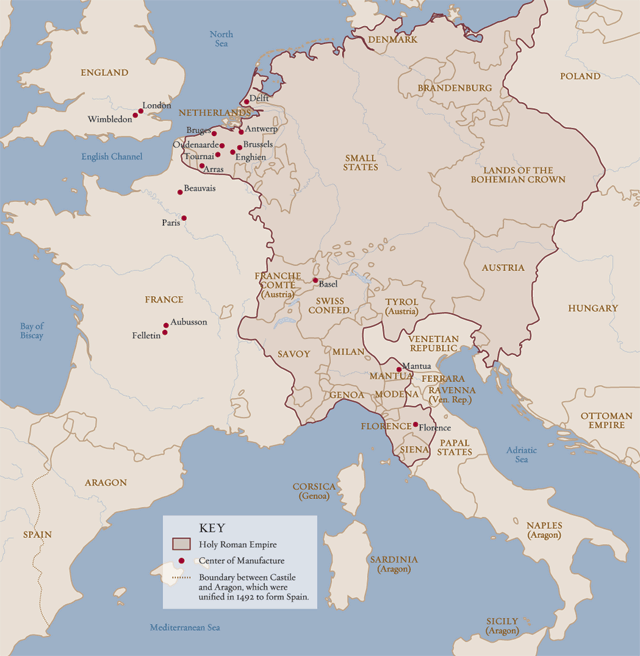 North
Sea
DENMARK
ENGLAND
POLAND
BRANDENBURG
Delft
London
Wimbledon
NETHERLANDS
Bruges
Antwerp
Oudenaarde
Brussels
Tournai
Enghien
Arras
English Channel
SMALL
STATES
LANDS OF THE
BOHEMIAN CROWN
Beauvais
Paris
AUSTRIA
FRANCHE
COMTÉ
(Austria)
Basel
FRANCE
SWISS
CONFED.
TYROL
(Austria)
HUNGARY
Bay of
Biscay
Aubusson
Felletin
VENETIAN
REPUBLIC
SAVOY
MILAN
Mantua
MANTUA
FERRARA
RAVENNA
(Ven. Rep.)
GENOA
MODENA
OTTOMAN
EMPIRE
FLORENCE
Florence
SIENA
PAPAL
STATES
Adriatic
Sea
ARAGON
CORSICA
(Genoa)
SPAIN
NAPLES
(Aragon)
KEY
Holy Roman Empire
Center of Manufacture
Boundary between Castile
and Aragon, which were
unified in 1492 to form Spain.
SARDINIA
(Aragon)
Mediterranean Sea
SICILY
(Aragon)